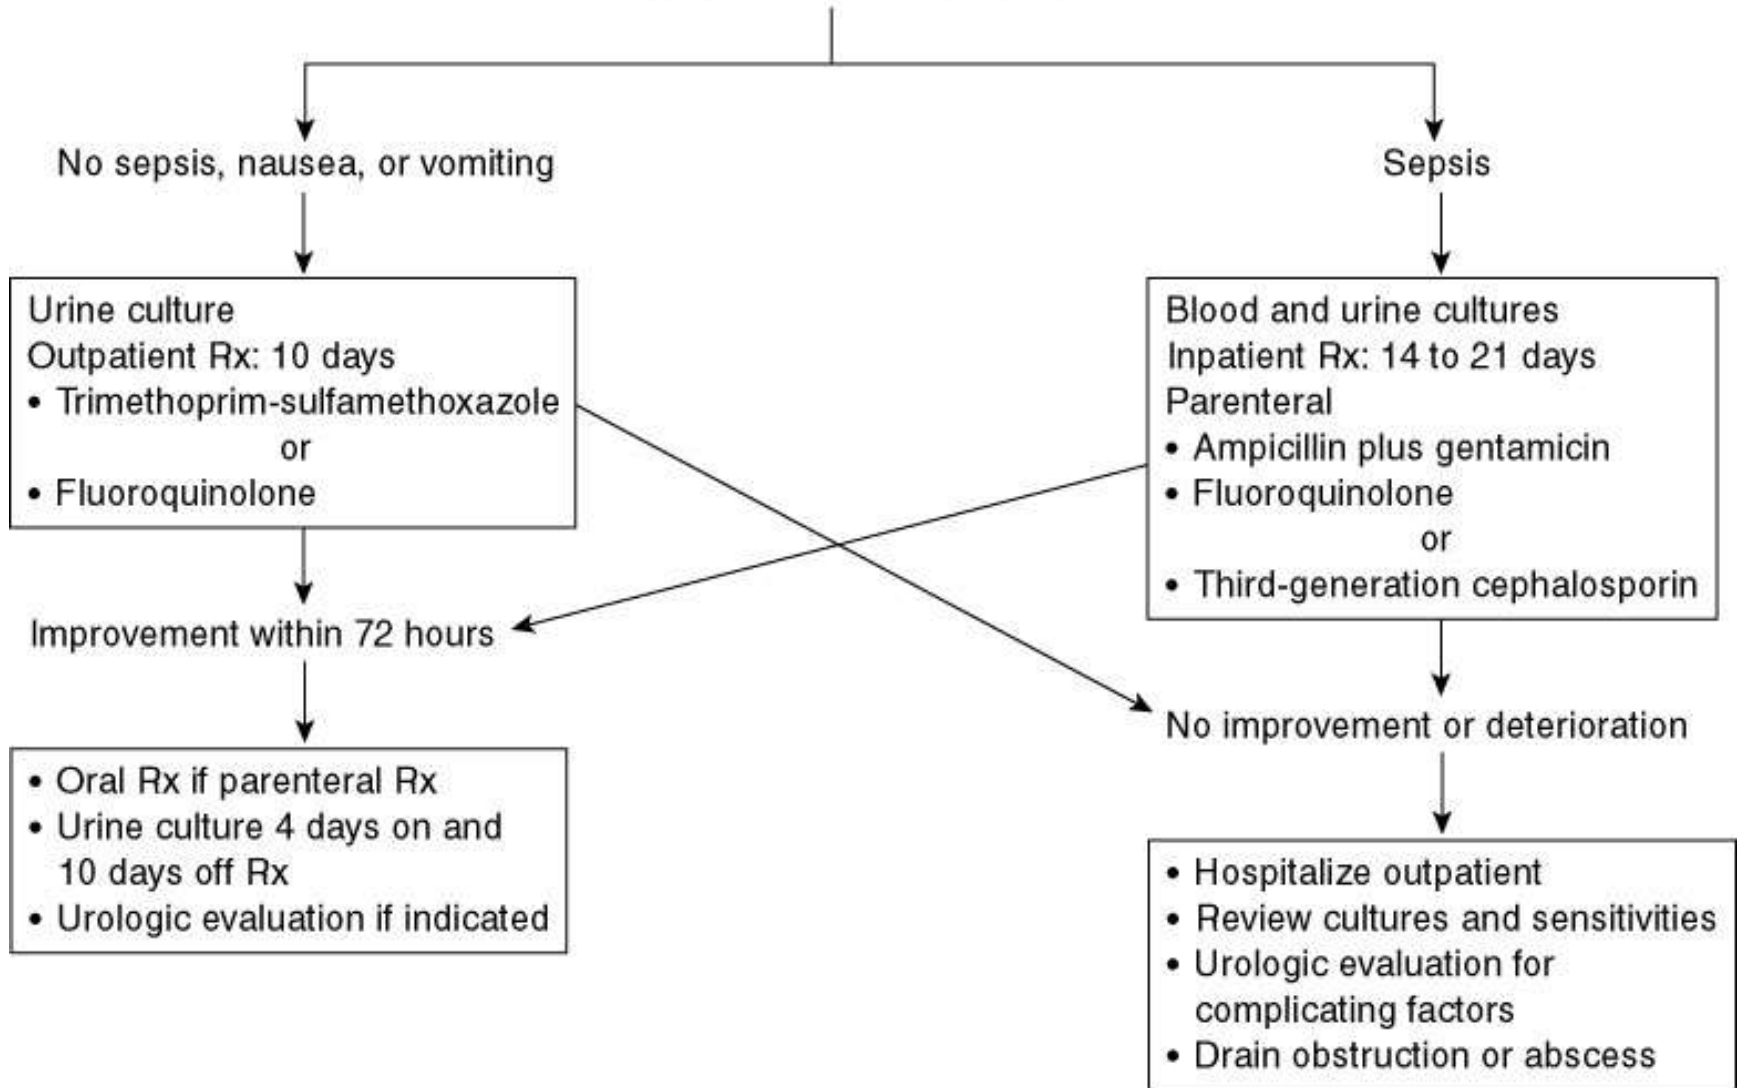 No sepsis, nausea, or vomiting
Sepsis
Urine culture
Outpatient Rx: 10 days
• Trimethoprim-sulfamethoxazole
or
• Fluoroquinolone
Blood and urine cultures
Inpatient Rx: 14 to 21 days
Parenteral
• Ampicillin plus gentamicin
• Fluoroquinolone
or
• Third-generation cephalosporin
Improvement within 72 hours
No improvement or deterioration
• Oral Rx if parenteral Rx
• Urine culture 4 days on and
10 days off Rx
• Urologic evaluation if indicated
• Hospitalize outpatient
• Review cultures and sensitivities
• Urologic evaluation for
complicating factors
• Drain obstruction or abscess